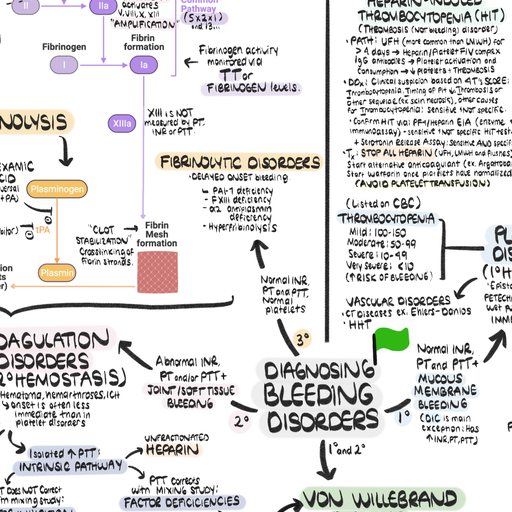 II
IIa
activates
V, VIII, XI, XIII
"AMPLIFICATION"
Common
Pathway
(5x2x1)
and 13...
Fibrinogen
Fibrin
formation
I
Ia
Fibrinogen activity
monitored via
TT or
FIBRINOGEN levels.
XIIIa
XIII is NOT
measured by PT,
INR or PTT
NOLYSIS
EXAMIC
ACID
Plasminogen
tPA
Plasmin
"CLOT
STABILIZATION"
Crosslinking of
Fibrin strands.
Fibrin
Mesh
formation
FIBRINOLYTIC DISORDERS
- DELAYED ONSET bleeding
PAI-1 deficiency
- FXIII deficiency
- α2 antiplasmin
deficiency
- Hyperfibrinolysis
Normal INR,
PT and PTT,
Normal
platelets
3°
HEPARIN-INDUCED
THROMBOCYTOPENIA (HIT)
(THROMBOSIS (Not bleeding) disorder)
• PATH: UFH (more common than LMWH) for
> 4 days → Heparin/Platelet/IV complex
IgG antibodies → Platelet activation and
Consumption → ↓ Platelets + THROMBOSIS
• DDx: Clinical suspicion based on 4T's SCORE:
Thrombocytopenia, Timing of Plt ↓, Thrombosis or
other sequelae (ex skin necrosis), other causes
for Thrombocytopenia: sensitive NOT specific.
• Confirm HIT via: PF4/heparin EIA (enzyme
immunoassay) - sensitive NOT specific HIT test
+ Serotonin Release Assay: Sensitive AND Specific
• Tx: STOP ALL HEPARIN (UFH, LMWH and flushes)
Start alternative anticoagulant (ex. Argatroban
Start warfarin once platelets have normalized
(AVOID PLATELET TRANSFUSION)
(Listed on CBC)
THROMBOCYTOPENIA
Mild: 100-150
Moderate: 50-99
Severe: 10-49
Very severe: <10
(↑ RISK OF BLEEDING)
VASCULAR DISORDERS
• CT Diseases ex. Ehlers-Danlos
• HHT
PL
DIS
(1° H
• Epist
PETECH
IMME
OAGULATION
DISORDERS
2° HEMOSTASIS)
Hematoma, hemarthroses, ICH
onset is often less
immediate than in
platelet disorders
Abnormal INR,
PT and/or PTT +
JOINT/SOFT TISSUE
BLEEDING
2°
DIAGNOSING
BLEEDING
DISORDERS
1°
Normal INR,
PT and PTT +
MUCOUS
MEMBRANE
BLEEDING
(DIC is main
exception: Has
↑INR, PT, PTT)
1° and 2°
VON WILLEBRAND
Isolated ↑ PTT:
INTRINSIC PATHWAY
UNFRACTIONATED
HEPARIN
PTT corrects
with MIXING STUDY:
FACTOR DEFICIENCIES
DOES NOT Correct
MIXING study: